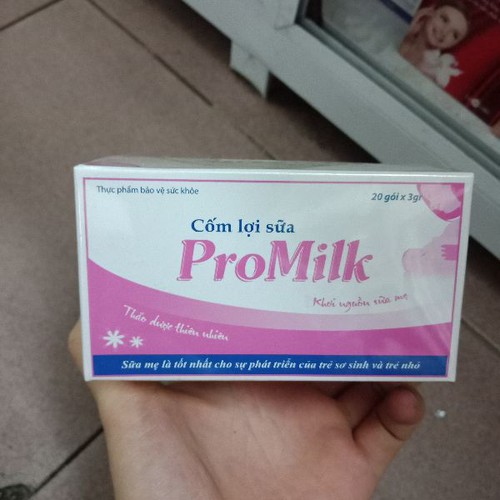 Thực phẩm bảo vệ sức khỏe
20 gói x 3gr
Cốm lợi sữa
ProMilk
Khơi nguồn sữa mẹ
Thảo dược thiên nhiên
Sữa mẹ là tốt nhất cho sự phát triển của trẻ sơ sinh và trẻ nhỏ